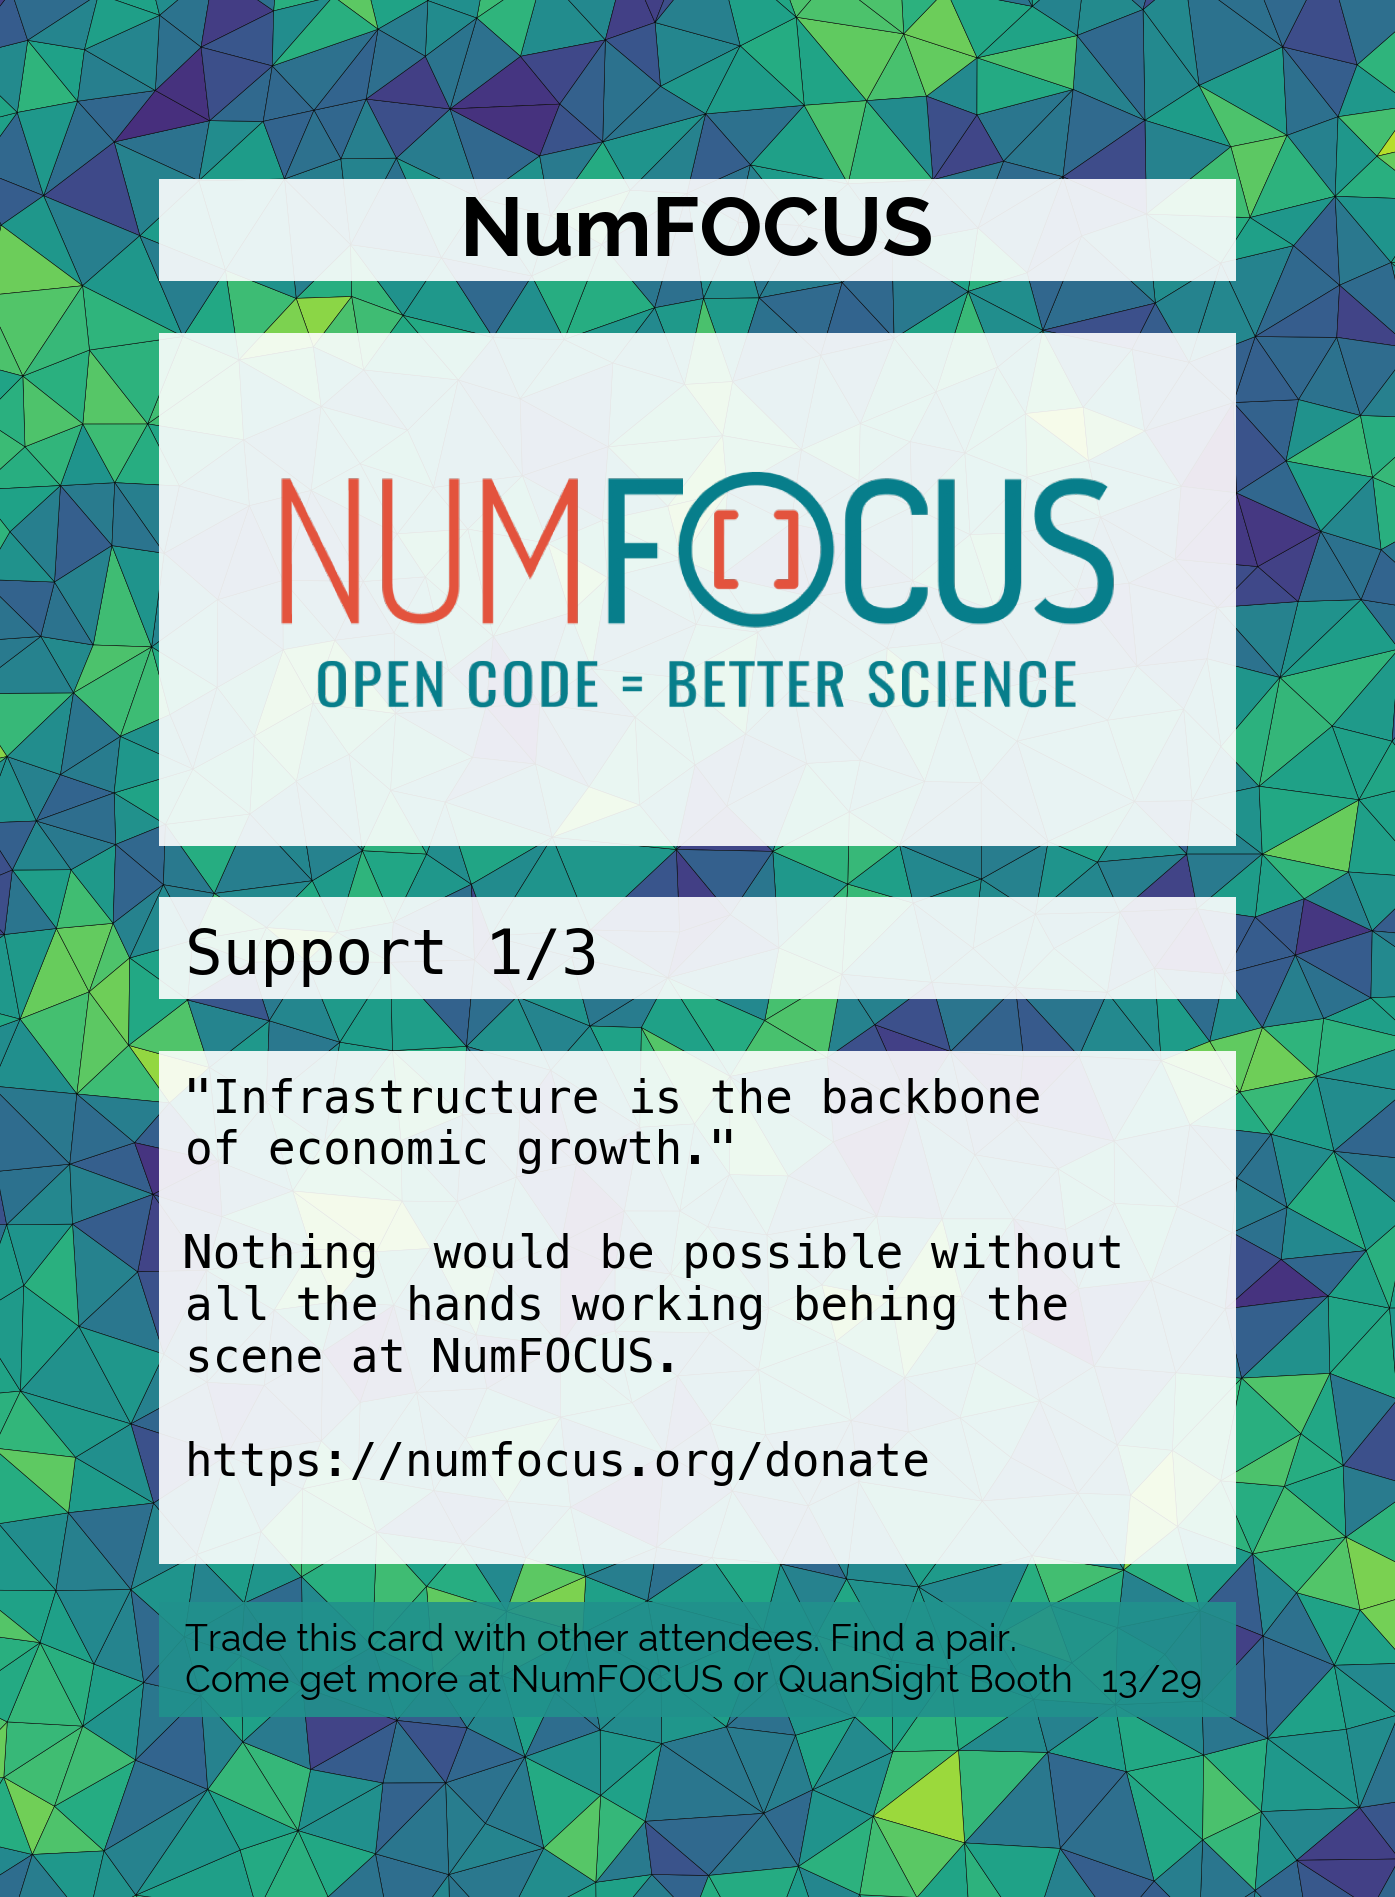 NumFOCUS
NUMFOCUS
OPEN CODE = BETTER SCIENCE
Support 1/3
"Infrastructure is the backbone
of economic growth."
Nothing  would be possible without
all the hands working behing the
scene at NumFOCUS.
https://numfocus.org/donate
Trade this card with other attendees. Find a pair.
Come get more at NumFOCUS or QuanSight Booth 13/29